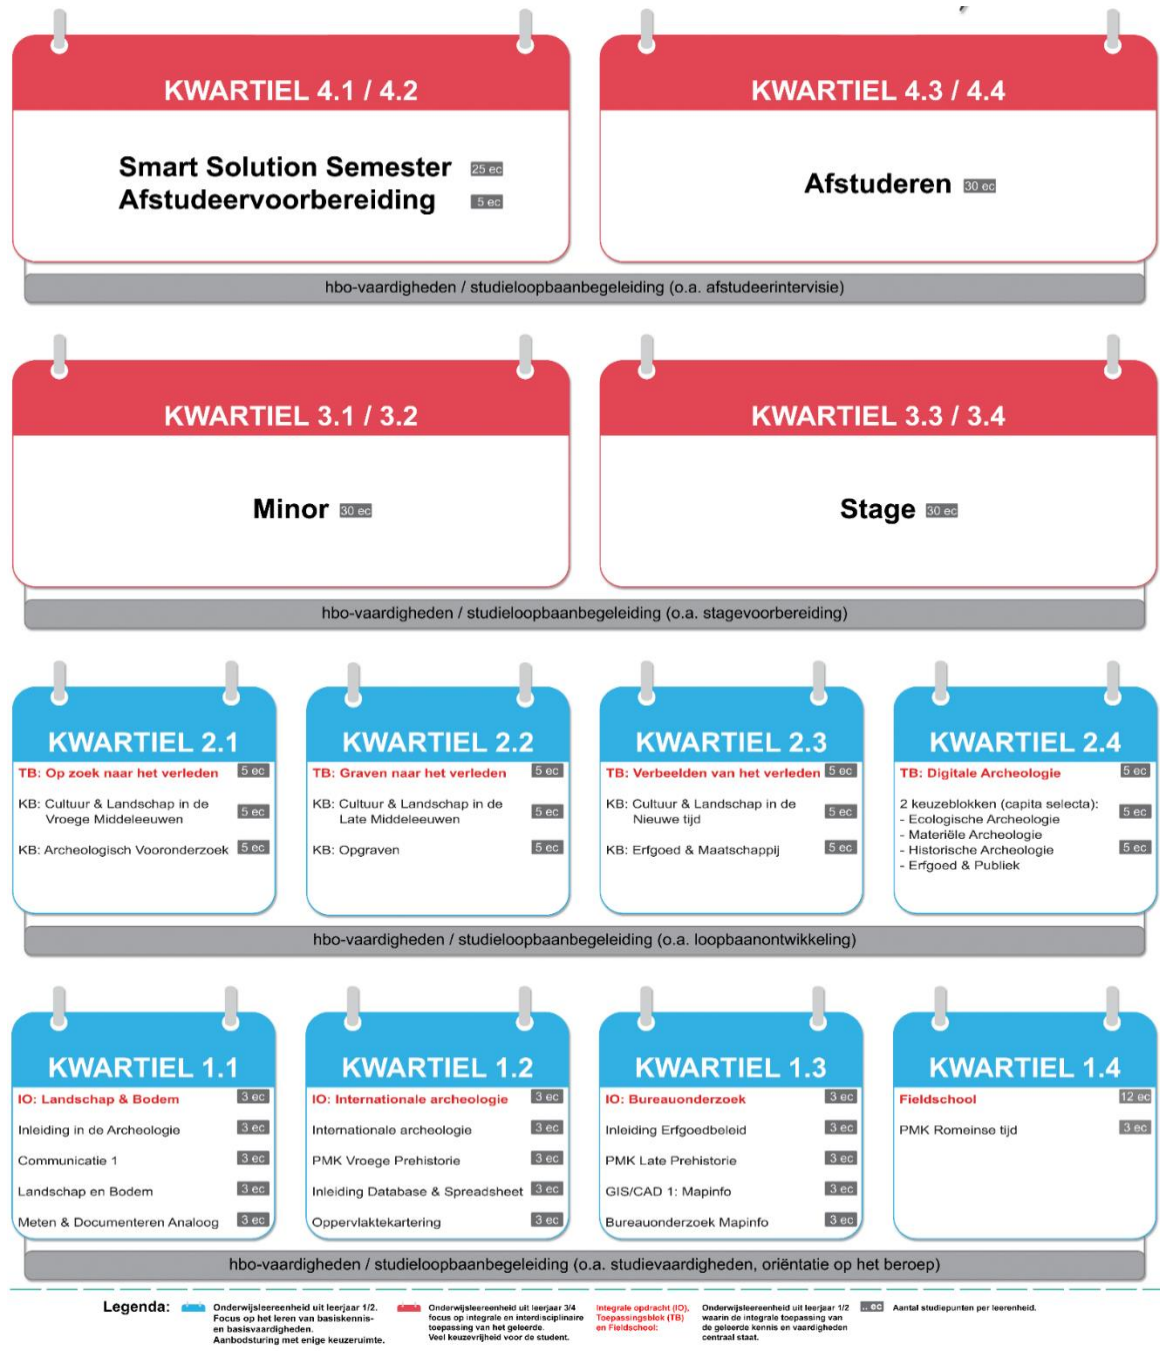 KWARTIEL 4.1 / 4.2
Smart Solution Semester 25 ec
Afstudeervoorbereiding 5 ec
KWARTIEL 4.3 / 4.4
Afstuderen 30 ec
hbo-vaardigheden / studieloopbaanbegeleiding (o.a. afstudeerintervisie)
KWARTIEL 3.1 / 3.2
Minor 30 ec
KWARTIEL 3.3 / 3.4
Stage 30 ec
hbo-vaardigheden / studieloopbaanbegeleiding (o.a. stagevoorbereiding)
KWARTIEL 2.1
TB: Op zoek naar het verleden 5 ec
KB: Cultuur & Landschap in de
Vroege Middeleeuwen 5 ec
KB: Archeologisch Vooronderzoek 5 ec
KWARTIEL 2.2
TB: Graven naar het verleden 5 ec
KB: Cultuur & Landschap in de
Late Middeleeuwen 5 ec
KB: Opgraven 5 ec
KWARTIEL 2.3
TB: Verbeelden van het verleden 5 ec
KB: Cultuur & Landschap in de
Nieuwe tijd 5 ec
KB: Erfgoed & Maatschappij 5 ec
KWARTIEL 2.4
TB: Digitale Archeologie 5 ec
2 keuzeblokken (capita selecta):
- Ecologische Archeologie 5 ec
- Materiële Archeologie
- Historische Archeologie 5 ec
- Erfgoed & Publiek
hbo-vaardigheden / studieloopbaanbegeleiding (o.a. loopbaanontwikkeling)
KWARTIEL 1.1
IO: Landschap & Bodem 3 ec
Inleiding in de Archeologie 3 ec
Communicatie 1 3 ec
Landschap en Bodem 3 ec
Meten & Documenteren Analoog 3 ec
KWARTIEL 1.2
IO: Internationale archeologie 3 ec
Internationale archeologie 3 ec
PMK Vroege Prehistorie 3 ec
Inleiding Database & Spreadsheet 3 ec
Oppervlaktekartering 3 ec
KWARTIEL 1.3
IO: Bureauonderzoek 3 ec
Inleiding Erfgoedbeleid 3 ec
PMK Late Prehistorie 3 ec
GIS/CAD 1: Mapinfo 3 ec
Bureauonderzoek Mapinfo 3 ec
KWARTIEL 1.4
Fieldschool 12 ec
PMK Romeinse tijd 3 ec
hbo-vaardigheden / studieloopbaanbegeleiding (o.a. studievaardigheden, oriëntatie op het beroep)
Legenda:
Onderwijsleereenheid uit leerjaar 1/2.
Focus op het leren van basiskennis-
en basisvaardigheden.
Aanbodsturing met enige keuzeruimte.
Onderwijsleereenheid uit leerjaar 3/4
focus op integrale en interdisciplinaire
toepassing van het geleerde.
Veel keuzevrijheid voor de student.
Integrale opdracht (IO),
Toepassingsblok (TB)
en Fieldschool:
Onderwijsleereenheid uit leerjaar 1/2
waarin de integrale toepassing van
de geleerde kennis en vaardigheden
centraal staat.
.. ec Aantal studiepunten per leereenheid.